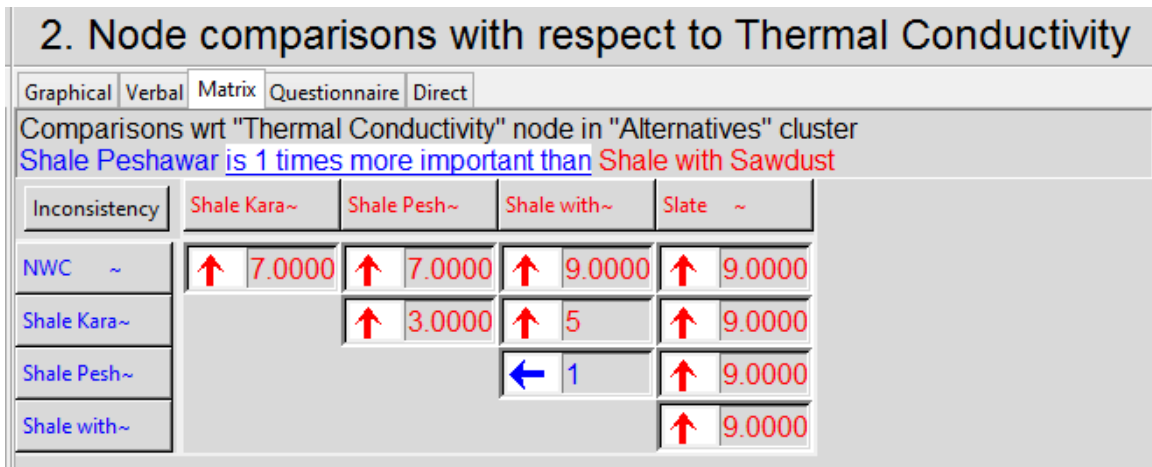 2. Node comparisons with respect to Thermal Conductivity
Graphical Verbal Matrix Questionnaire Direct
Comparisons wrt "Thermal Conductivity" node in "Alternatives" cluster
Shale Peshawar is 1 times more important than Shale with Sawdust
Inconsistency Shale Kara~ Shale Pesh~ Shale with~ Slate ~
NWC ~ 7.0000 7.0000 9.0000 9.0000
Shale Kara~ 3.0000 5 9.0000
Shale Pesh~ 1 9.0000
Shale with~ 9.0000